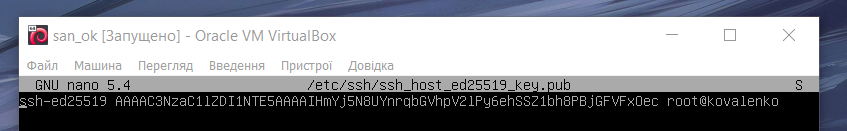 san_ok [Запущено] - Oracle VM VirtualBox
Файл Машина Перегляд Введення Пристрої Довідка
GNU nano 5.4 /etc/ssh/ssh_host_ed25519_key.pub S
ssh-ed25519 AAAAC3NzaC1lZDI1NTE5AAAAIHmYj5N8UYnrqbGVhpV2lPy6ehSSZ1bh8PBjGFVFxOec root@kovalenko